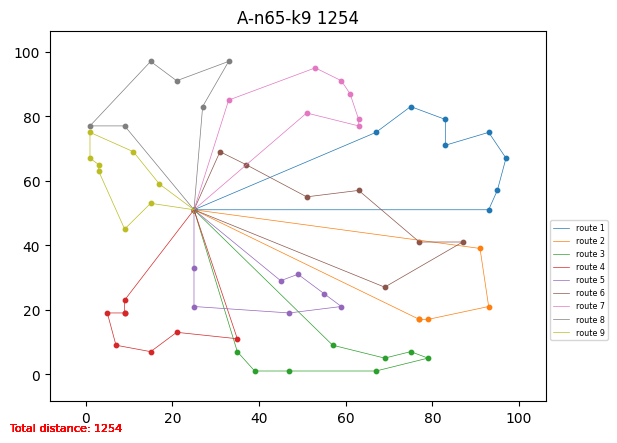 A-n65-k9 1254
100
80
60
40
20
0
0 20 40 60 80 100
route 1
route 2
route 3
route 4
route 5
route 6
route 7
route 8
route 9
Total distance: 1254